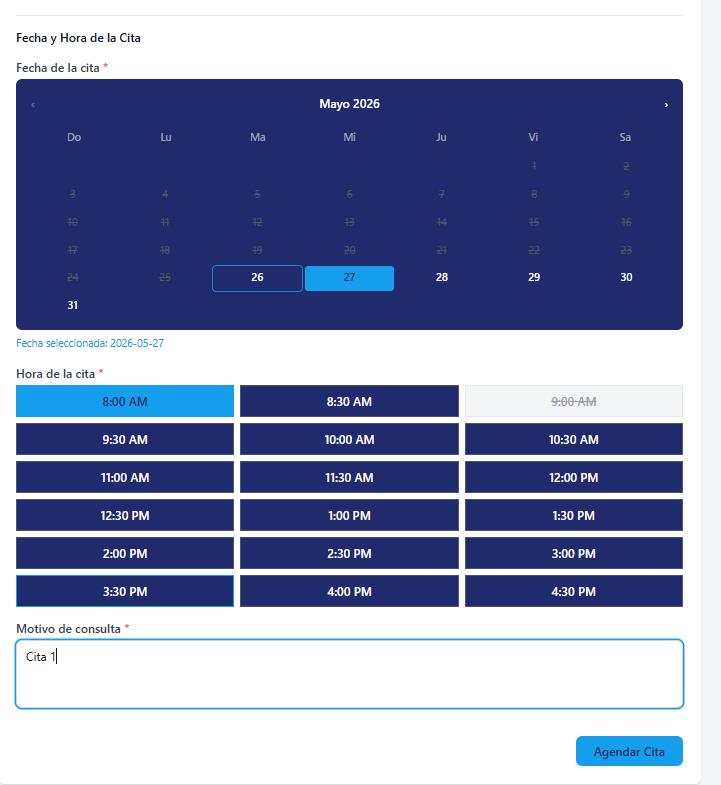 Fecha y Hora de la Cita
Fecha de la cita *
‹ Mayo 2026 ›
Do Lu Ma Mi Ju Vi Sa
1 2
3 4 5 6 7 8 9
10 11 12 13 14 15 16
17 18 19 20 21 22 23
24 25 26 27 28 29 30
31
Fecha seleccionada: 2026-05-27
Hora de la cita *
8:00 AM 8:30 AM 9:00 AM
9:30 AM 10:00 AM 10:30 AM
11:00 AM 11:30 AM 12:00 PM
12:30 PM 1:00 PM 1:30 PM
2:00 PM 2:30 PM 3:00 PM
3:30 PM 4:00 PM 4:30 PM
Motivo de consulta *
Cita 1
Agendar Cita